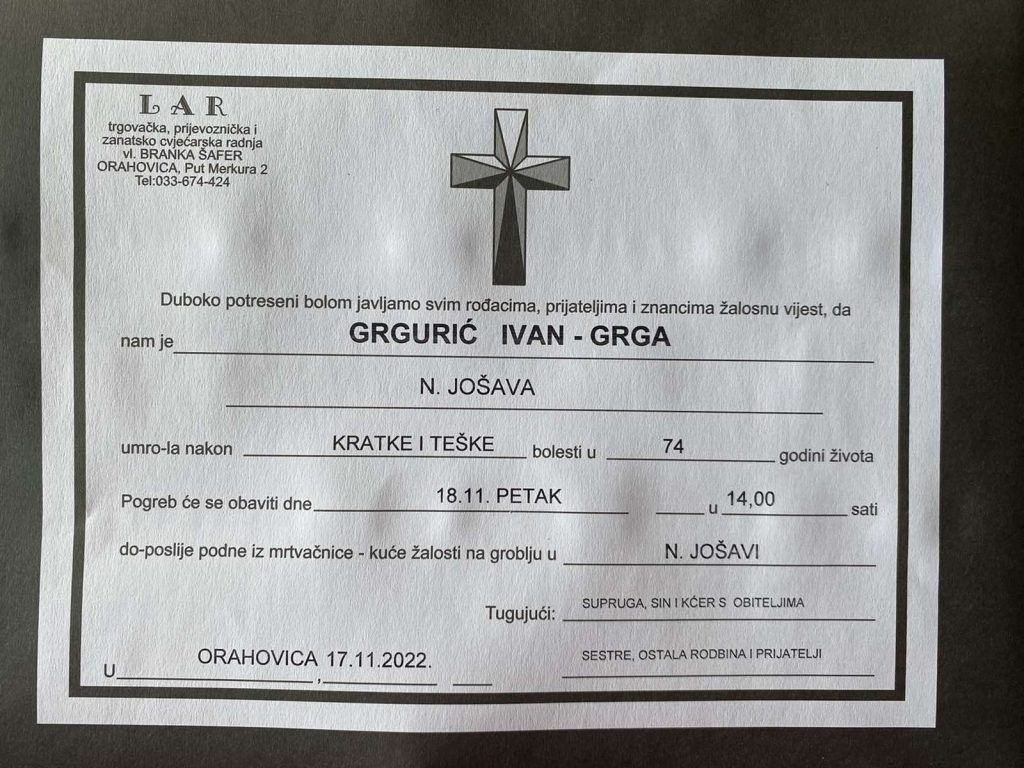 LAR
trgovačka, prijevoznička i
zanatsko cvjećarska radnja
vl. BRANKA ŠAFER
ORAHOVICA, Put Merkura 2
Tel:033-674-424
Duboko potreseni bolom javljamo svim rođacima, prijateljima i znancima žalosnu vijest, da
nam je GRGURIĆ IVAN - GRGA
N. JOŠAVA
umro-la nakon KRATKE I TEŠKE bolesti u 74 godini života
Pogreb će se obaviti dne 18.11. PETAK u 14,00 sati
do-poslije podne iz mrtvačnice - kuće žalosti na groblju u N. JOŠAVI
Tugujući: SUPRUGA, SIN I KĆER S OBITELJIMA
SESTRE, OSTALA RODBINA I PRIJATELJI
U ORAHOVICA, 17.11.2022.